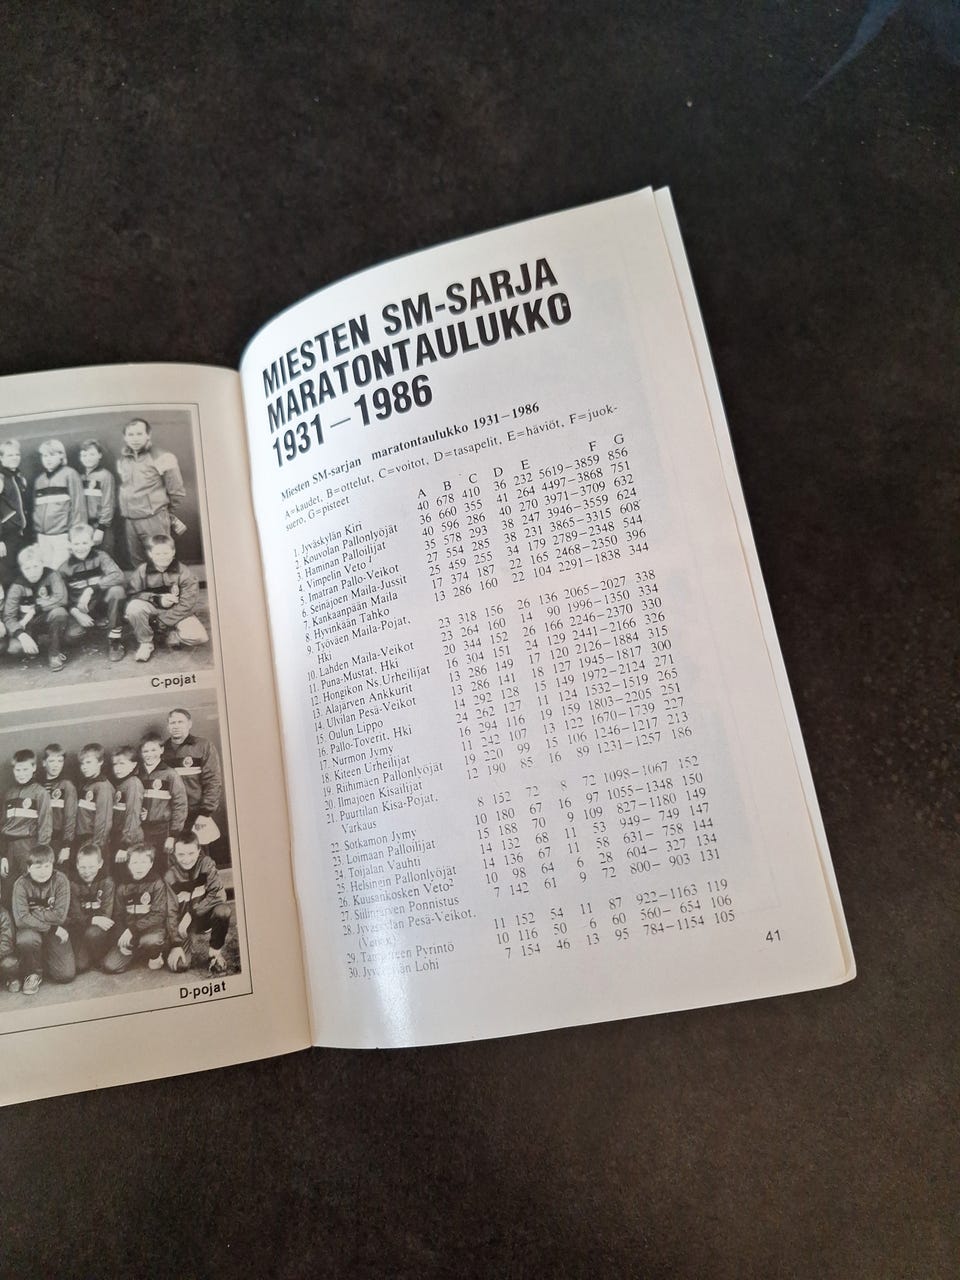 C-pojat
D-pojat
MIESTEN SM-SARJA
MARATONTAULUKKO
1931–1986
Miesten SM-sarjan maratontaulukko 1931–1986
A=kaudet, B=ottelut, C=voitot, D=tasapelit, E=häviöt, F=juok-
suero, G=pisteet
A B C D E F G
1. Jyväskylän Kiri 40 678 410 36 232 5619–3859 856
2. Kouvolan Pallonlyöjät 36 660 355 41 264 4497–3868 751
3. Haminan Palloilijat 40 596 286 40 270 3971–3709 632
4. Vimpelin Veto 1 35 578 293 38 247 3946–3559 624
5. Imatran Pallo-Veikot 27 554 285 38 231 3865–3315 608
6. Seinäjoen Maila-Jussit 25 459 255 34 179 2789–2348 544
7. Kankaanpään Maila 17 374 187 22 165 2468–2350 396
8. Hyvinkään Tahko 13 286 160 22 104 2291–1838 344
9. Työväen Maila-Pojat,
Hki 23 318 156 26 136 2065–2027 338
10. Lahden Maila-Veikot 23 264 160 14 90 1996–1350 334
11. Puna-Mustat, Hki 20 344 152 26 166 2246–2370 330
12. Hongikon Ns. Urheilijat 16 304 151 24 129 2441–2166 326
13. Alajärven Ankkurit 13 286 149 17 120 2126–1884 315
14. Ulvilan Pesä-Veikot 13 286 141 18 127 1945–1817 300
15. Oulun Lippo 14 292 128 15 149 1972–2124 271
16. Pallo-Toverit, Hki 24 262 127 11 124 1532–1519 265
17. Nurmon Jymy 16 294 116 19 159 1803–2205 251
18. Kiteen Urheilijat 11 242 107 13 122 1670–1739 227
19. Riihimäen Pallonlyöjät 19 220 99 15 106 1246–1217 213
20. Ilmajoen Kisailijat 12 190 85 16 89 1231–1257 186
21. Puurtilan Kisa-Pojat,
Varkaus 8 152 72 8 72 1098–1067 152
22. Sotkamon Jymy 10 180 67 16 97 1055–1348 150
23. Loimaan Palloilijat 15 188 70 9 109 827–1180 149
24. Toijalan Vauhti 14 132 68 11 53 949– 749 147
25. Helsingin Pallonlyöjät 14 136 67 11 58 631– 758 144
26. Kuusankosken Veto2 10 98 64 6 28 604– 327 134
27. Siilinjärven Ponnistus 7 142 61 9 72 800– 903 131
28. Jyväskylän Pesä-Veikot,
11 152 54 11 87 922–1163 119
29. Tampereen Pyrintö 10 116 50 6 60 560– 654 106
30. Jyväskylän Lohi 7 154 46 13 95 784–1154 105
41